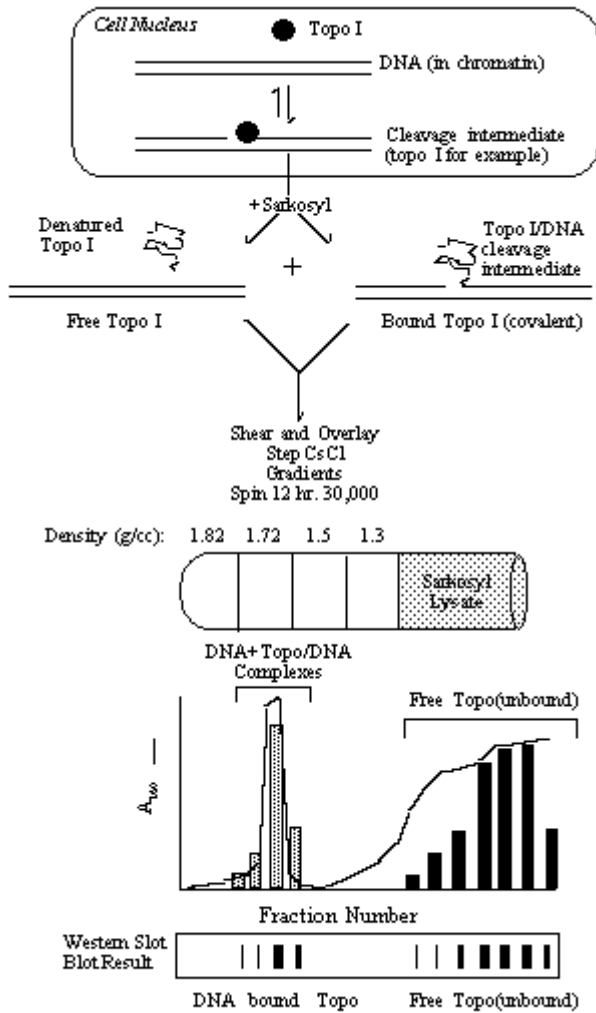 Cell Nucleus
Topo I
DNA (in chromatin)
Cleavage intermediate
(topo I for example)
+Sarkosyl
Denatured
Topo I
Topo I/DNA
cleavage
intermediate
+
Free Topo I
Bound Topo I (covalent)
Shear and Overlay
Step CsCl
Gradients
Spin 12 hr. 30,000
Density (g/cc): 1.82 1.72 1.5 1.3
Sarkosyl
Lysate
DNA+ Topo/DNA
Complexes
Free Topo(unbound)
Fraction Number
Western Slot
Blot Result
DNA bound Topo
Free Topo(unbound)